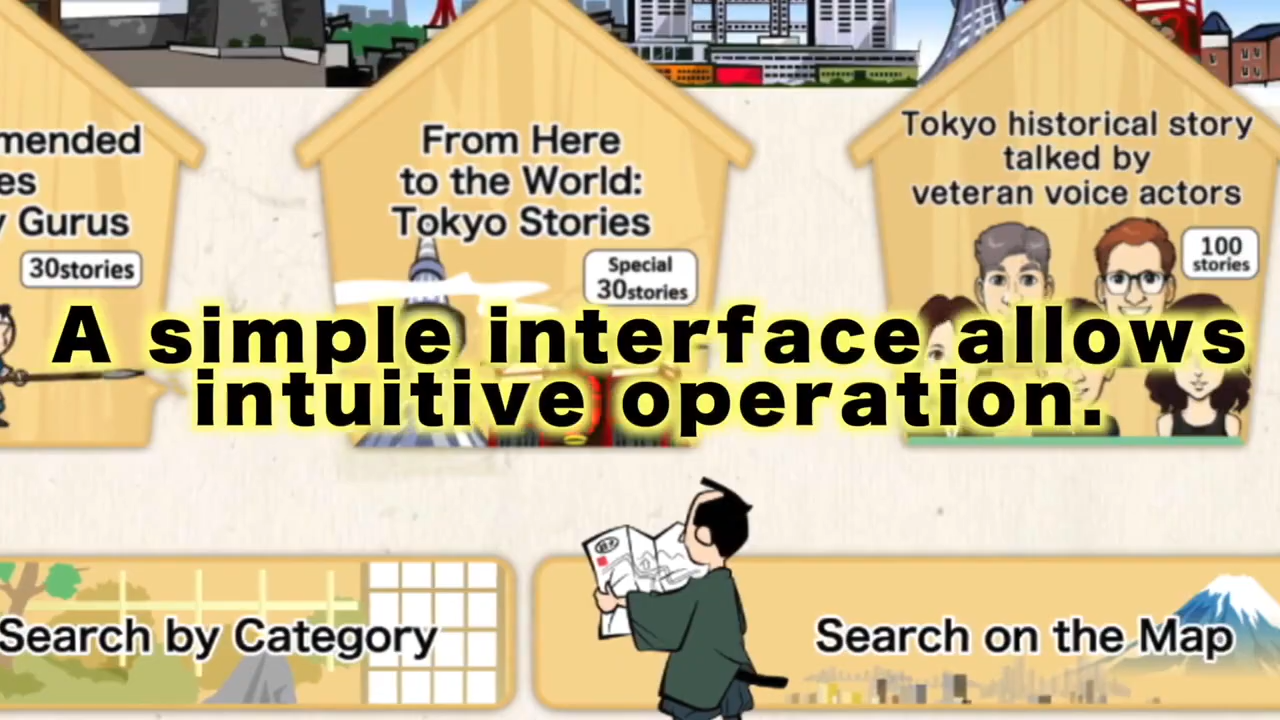 mended
es
y Gurus
30stories
From Here
to the World:
Tokyo Stories
Special
30stories
Tokyo historical story
talked by
veteran voice actors
100
stories
A simple interface allows
intuitive operation.
Search by Category
Search on the Map